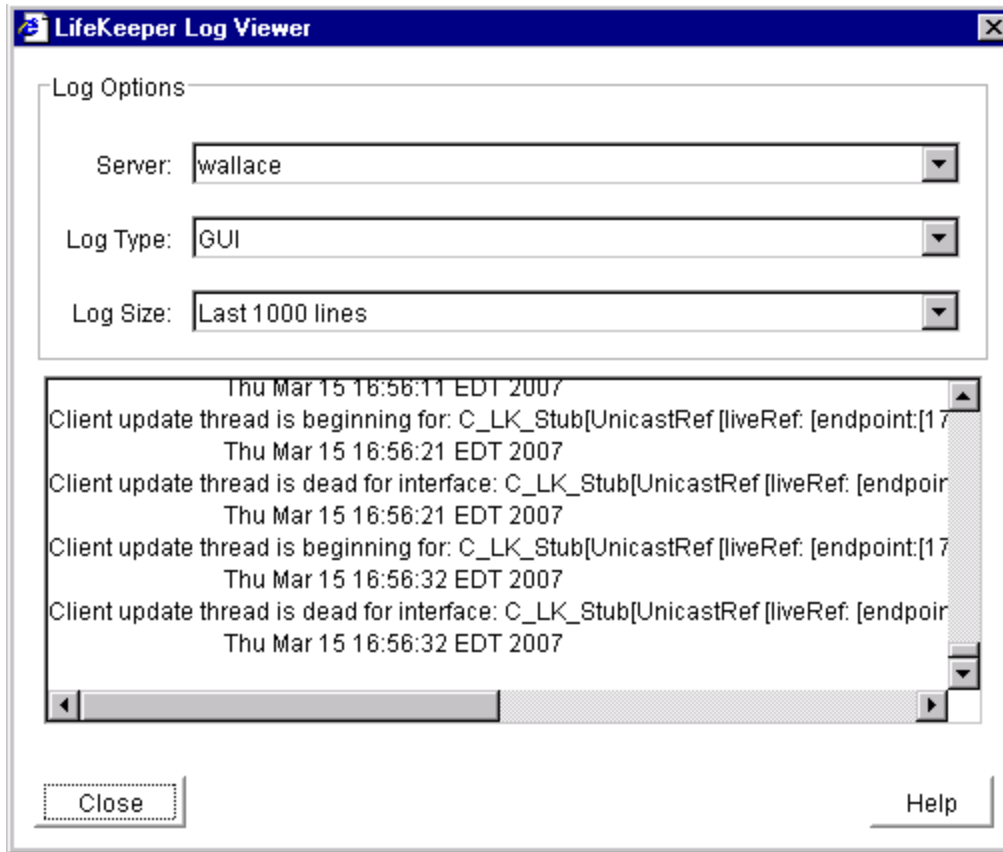 LifeKeeper Log Viewer
Log Options
Server: wallace
Log Type: GUI
Log Size: Last 1000 lines
Thu Mar 15 16:56:11 EDT 2007
Client update thread is beginning for: C_LK_Stub[UnicastRef [liveRef: [endpoint:[17
Thu Mar 15 16:56:21 EDT 2007
Client update thread is dead for interface: C_LK_Stub[UnicastRef [liveRef: [endpoin
Thu Mar 15 16:56:21 EDT 2007
Client update thread is beginning for: C_LK_Stub[UnicastRef [liveRef: [endpoint:[17
Thu Mar 15 16:56:32 EDT 2007
Client update thread is dead for interface: C_LK_Stub[UnicastRef [liveRef: [endpoin
Thu Mar 15 16:56:32 EDT 2007
Close
Help